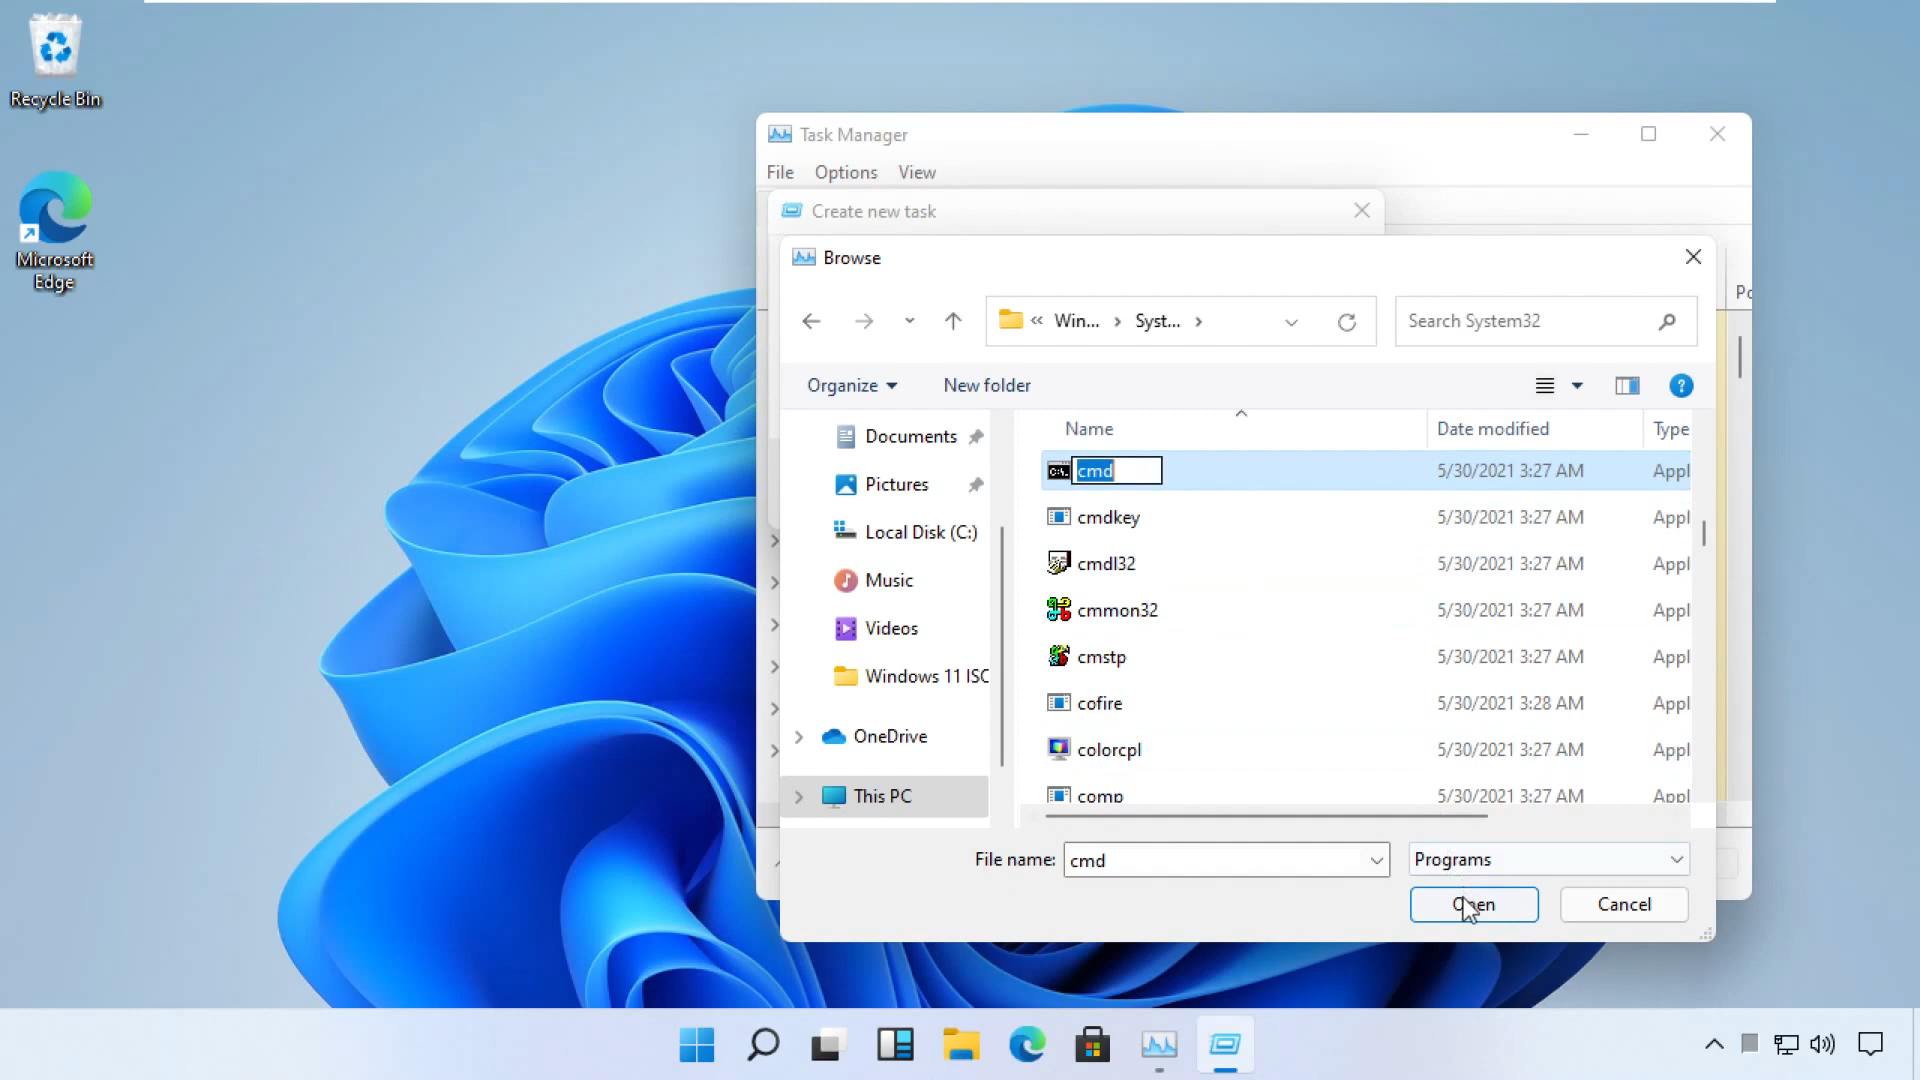 Recycle Bin
Microsoft
Edge
Task Manager
File Options View
Create new task
Browse
Po
« Win... › Syst... ›
Search System32
Organize
New folder
?
Name
Date modified
Type
Documents
Pictures
Local Disk (C:)
Music
Videos
Windows 11 ISO
OneDrive
This PC
cmd 5/30/2021 3:27 AM Appl
cmdkey 5/30/2021 3:27 AM Appl
cmdl32 5/30/2021 3:27 AM Appl
cmmon32 5/30/2021 3:27 AM Appl
cmstp 5/30/2021 3:27 AM Appl
cofire 5/30/2021 3:28 AM Appl
colorcpl 5/30/2021 3:27 AM Appl
comp 5/30/2021 3:27 AM Appl
File name: cmd
Programs
Open
Cancel